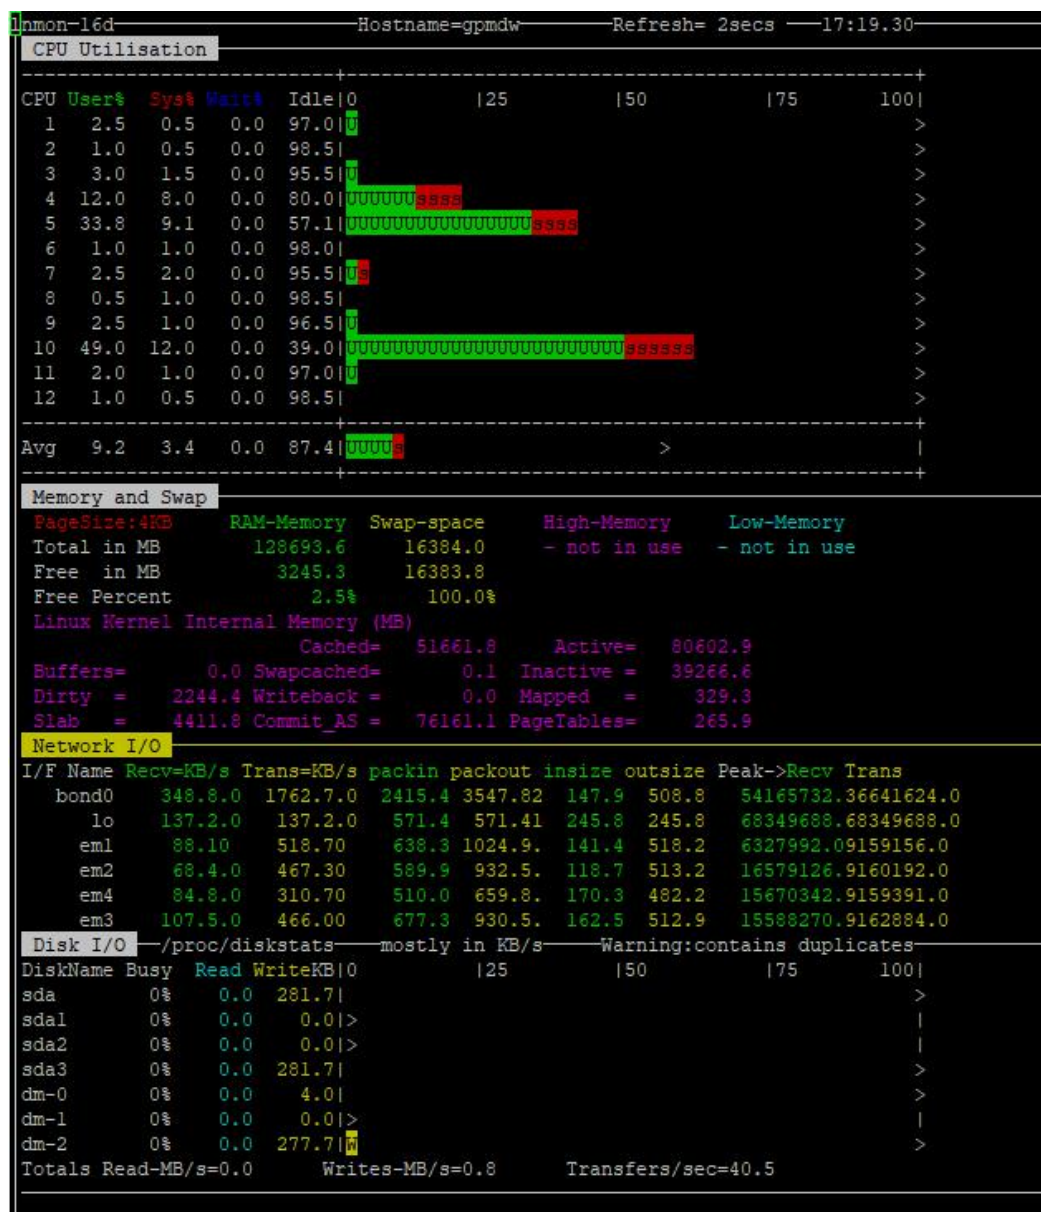 lnmon-16d Hostname=gpmdw Refresh= 2secs 17:19.30
CPU Utilisation
CPU User% Sys% Wait% Idle|0 |25 |50 |75 100|
1 2.5 0.5 0.0 97.0|U >
2 1.0 0.5 0.0 98.5| >
3 3.0 1.5 0.0 95.5|U >
4 12.0 8.0 0.0 80.0|UUUUUUssss >
5 33.8 9.1 0.0 57.1|UUUUUUUUUUUUUUUUssss >
6 1.0 1.0 0.0 98.0| >
7 2.5 2.0 0.0 95.5|Us >
8 0.5 1.0 0.0 98.5| >
9 2.5 1.0 0.0 96.5|U >
10 49.0 12.0 0.0 39.0|UUUUUUUUUUUUUUUUUUUUUUUUssssss >
11 2.0 1.0 0.0 97.0|U >
12 1.0 0.5 0.0 98.5| >
Avg 9.2 3.4 0.0 87.4|UUUUs > |
Memory and Swap
PageSize:4KB RAM-Memory Swap-space High-Memory Low-Memory
Total in MB 128693.6 16384.0 - not in use - not in use
Free in MB 3245.3 16383.8
Free Percent 2.5% 100.0%
Linux Kernel Internal Memory (MB)
Cached= 51661.8 Active= 80602.9
Buffers= 0.0 Swapcached= 0.1 Inactive = 39266.6
Dirty = 2244.4 Writeback = 0.0 Mapped = 329.3
Slab = 4411.8 Commit_AS = 76161.1 PageTables= 265.9
Network I/O
I/F Name Recv=KB/s Trans=KB/s packin packout insize outsize Peak->Recv Trans
bond0 348.8.0 1762.7.0 2415.4 3547.82 147.9 508.8 54165732.36641624.0
lo 137.2.0 137.2.0 571.4 571.41 245.8 245.8 68349688.68349688.0
em1 88.10 518.70 638.3 1024.9. 141.4 518.2 6327992.09159156.0
em2 68.4.0 467.30 589.9 932.5. 118.7 513.2 16579126.9160192.0
em4 84.8.0 310.70 510.0 659.8. 170.3 482.2 15670342.9159391.0
em3 107.5.0 466.00 677.3 930.5. 162.5 512.9 15588270.9162884.0
Disk I/O /proc/diskstats mostly in KB/s Warning:contains duplicates
DiskName Busy Read WriteKB|0 |25 |50 |75 100|
sda 0% 0.0 281.7| >
sda1 0% 0.0 0.0|> |
sda2 0% 0.0 0.0|> |
sda3 0% 0.0 281.7| >
dm-0 0% 0.0 4.0| >
dm-1 0% 0.0 0.0|> |
dm-2 0% 0.0 277.7|W >
Totals Read-MB/s=0.0 Writes-MB/s=0.8 Transfers/sec=40.5